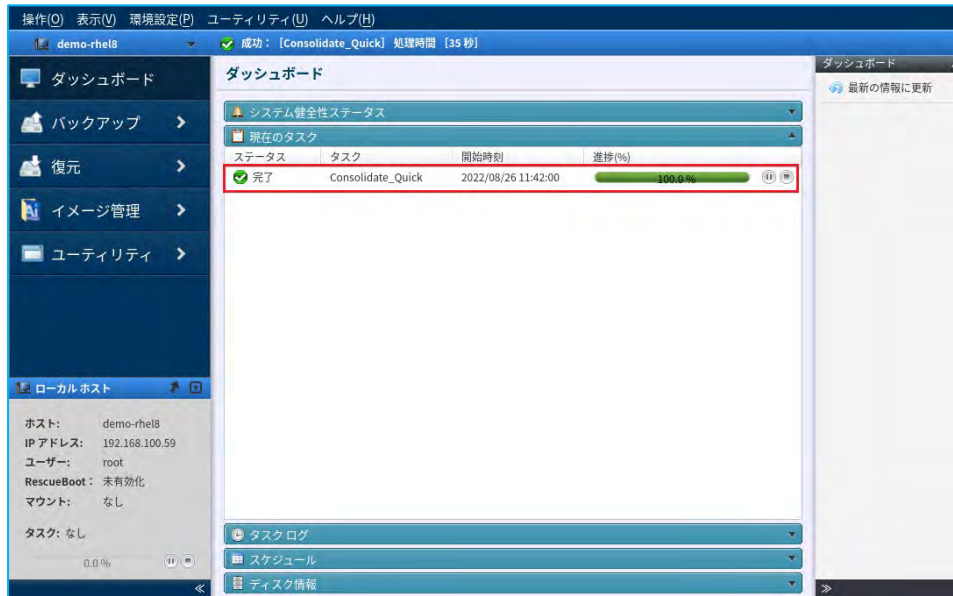 操作(O) 表示(V) 環境設定(P) ユーティリティ(U) ヘルプ(H)
demo-rhel8
成功： [Consolidate_Quick] 処理時間 [35 秒]
ダッシュボード
バックアップ
復元
イメージ管理
ユーティリティ
ローカル ホスト
ホスト: demo-rhel8
IP アドレス: 192.168.100.59
ユーザー: root
RescueBoot： 未有効化
マウント: なし
タスク: なし
0.0 %
ダッシュボード
システム健全性ステータス
現在のタスク
ステータス タスク 開始時刻 進捗(%)
完了 Consolidate_Quick 2022/08/26 11:42:00 100.0 %
タスク ログ
スケジュール
ディスク情報
ダッシュボード
最新の情報に更新